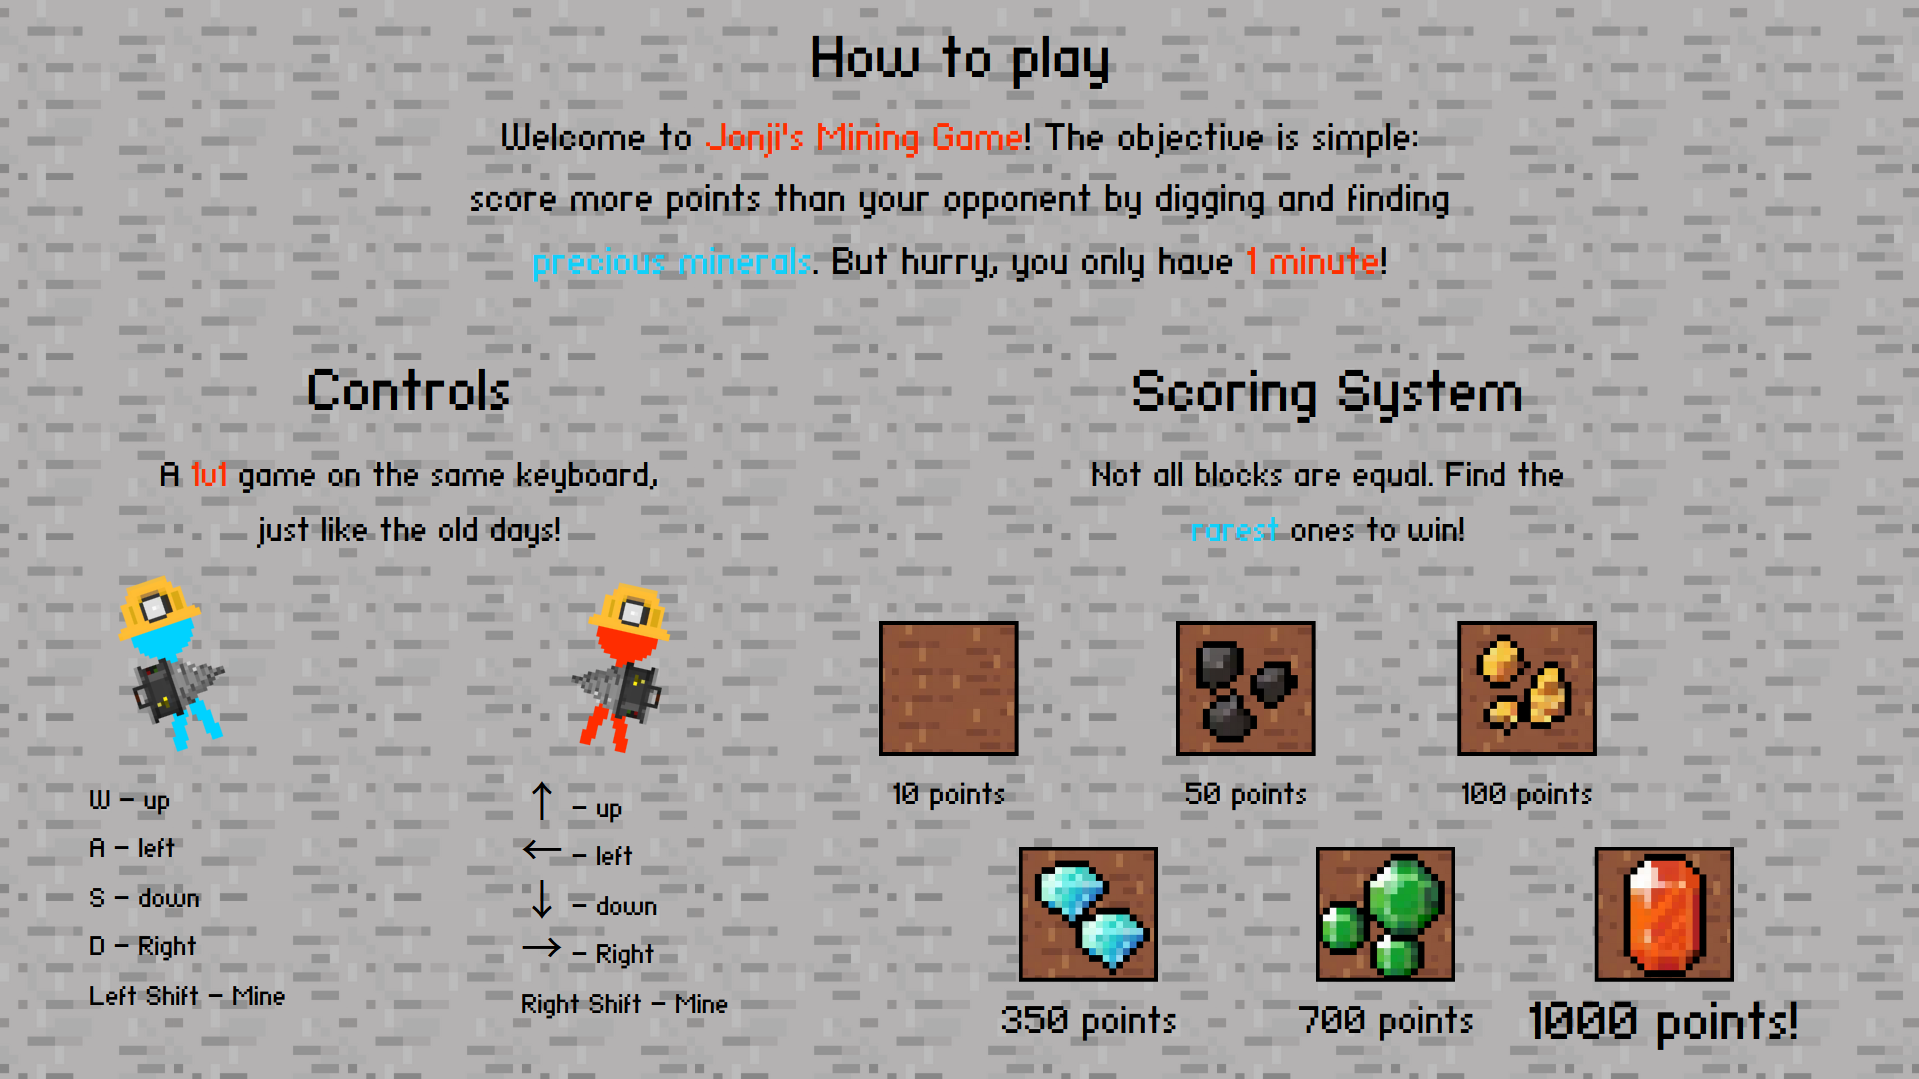 How to play
Welcome to Jonji's Mining Game! The objective is simple:
score more points than your opponent by digging and finding
precious minerals. But hurry, you only have 1 minute!
Controls
A 1v1 game on the same keyboard,
just like the old days!
W - up
A - left
S - down
D - Right
Left Shift - Mine
↑ - up
← - left
↓ - down
→ - Right
Right Shift - Mine
Scoring System
Not all blocks are equal. Find the
rarest ones to win!
10 points
50 points
100 points
350 points
700 points
1000 points!